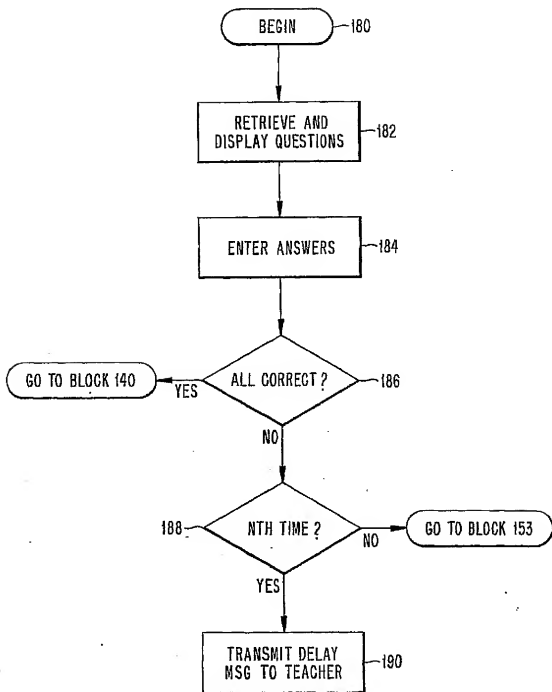 BEGIN
180
RETRIEVE AND
DISPLAY QUESTIONS
182
ENTER ANSWERS
184
ALL CORRECT ?
186
YES
GO TO BLOCK 140
NO
188
NTH TIME ?
NO
GO TO BLOCK 153
YES
TRANSMIT DELAY
MSG TO TEACHER
190